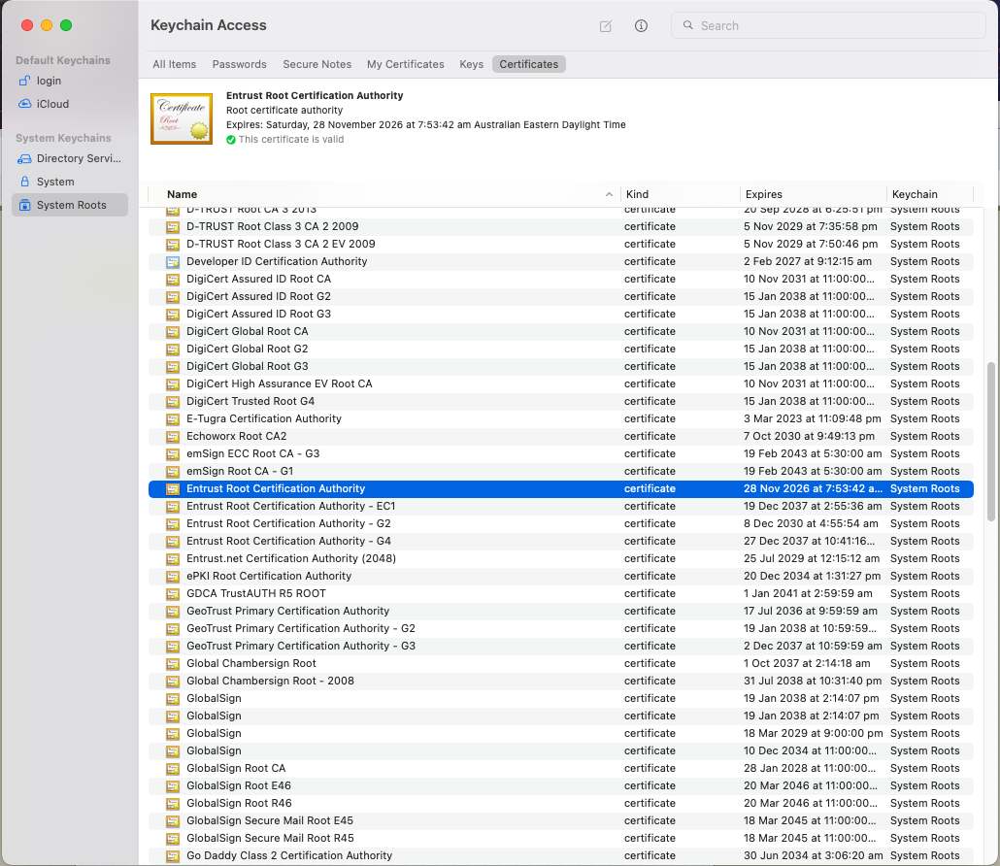 Keychain Access
Search
Default Keychains
login
iCloud
System Keychains
Directory Servi...
System
System Roots
All Items Passwords Secure Notes My Certificates Keys Certificates
Certificate
Root
Entrust Root Certification Authority
Root certificate authority
Expires: Saturday, 28 November 2026 at 7:53:42 am Australian Eastern Daylight Time
This certificate is valid
Name Kind Expires Keychain
D-TRUST Root CA 3 2013 certificate 20 Sep 2028 at 6:25:51 pm System Roots
D-TRUST Root Class 3 CA 2 2009 certificate 5 Nov 2029 at 7:35:58 pm System Roots
D-TRUST Root Class 3 CA 2 EV 2009 certificate 5 Nov 2029 at 7:50:46 pm System Roots
Developer ID Certification Authority certificate 2 Feb 2027 at 9:12:15 am System Roots
DigiCert Assured ID Root CA certificate 10 Nov 2031 at 11:00:00... System Roots
DigiCert Assured ID Root G2 certificate 15 Jan 2038 at 11:00:00... System Roots
DigiCert Assured ID Root G3 certificate 15 Jan 2038 at 11:00:00... System Roots
DigiCert Global Root CA certificate 10 Nov 2031 at 11:00:00... System Roots
DigiCert Global Root G2 certificate 15 Jan 2038 at 11:00:00... System Roots
DigiCert Global Root G3 certificate 15 Jan 2038 at 11:00:00... System Roots
DigiCert High Assurance EV Root CA certificate 10 Nov 2031 at 11:00:00... System Roots
DigiCert Trusted Root G4 certificate 15 Jan 2038 at 11:00:00... System Roots
E-Tugra Certification Authority certificate 3 Mar 2023 at 11:09:48 pm System Roots
Echoworx Root CA2 certificate 7 Oct 2030 at 9:49:13 pm System Roots
emSign ECC Root CA - G3 certificate 19 Feb 2043 at 5:30:00 am System Roots
emSign Root CA - G1 certificate 19 Feb 2043 at 5:30:00 am System Roots
Entrust Root Certification Authority certificate 28 Nov 2026 at 7:53:42 a... System Roots
Entrust Root Certification Authority - EC1 certificate 19 Dec 2037 at 2:55:36 am System Roots
Entrust Root Certification Authority - G2 certificate 8 Dec 2030 at 4:55:54 am System Roots
Entrust Root Certification Authority - G4 certificate 27 Dec 2037 at 10:41:16... System Roots
Entrust.net Certification Authority (2048) certificate 25 Jul 2029 at 12:15:12 am System Roots
ePKI Root Certification Authority certificate 20 Dec 2034 at 1:31:27 pm System Roots
GDCA TrustAUTH R5 ROOT certificate 1 Jan 2041 at 2:59:59 am System Roots
GeoTrust Primary Certification Authority certificate 17 Jul 2036 at 9:59:59 am System Roots
GeoTrust Primary Certification Authority - G2 certificate 19 Jan 2038 at 10:59:59... System Roots
GeoTrust Primary Certification Authority - G3 certificate 2 Dec 2037 at 10:59:59 am System Roots
Global Chambersign Root certificate 1 Oct 2037 at 2:14:18 am System Roots
Global Chambersign Root - 2008 certificate 31 Jul 2038 at 10:31:40 pm System Roots
GlobalSign certificate 19 Jan 2038 at 2:14:07 pm System Roots
GlobalSign certificate 19 Jan 2038 at 2:14:07 pm System Roots
GlobalSign certificate 18 Mar 2029 at 9:00:00 pm System Roots
GlobalSign certificate 10 Dec 2034 at 11:00:00... System Roots
GlobalSign Root CA certificate 28 Jan 2028 at 11:00:00... System Roots
GlobalSign Root E46 certificate 20 Mar 2046 at 11:00:00... System Roots
GlobalSign Root R46 certificate 20 Mar 2046 at 11:00:00... System Roots
GlobalSign Secure Mail Root E45 certificate 18 Mar 2045 at 11:00:00... System Roots
GlobalSign Secure Mail Root R45 certificate 18 Mar 2045 at 11:00:00... System Roots
Go Daddy Class 2 Certification Authority certificate 30 Jun 2034 at 3:06:20 am System Roots